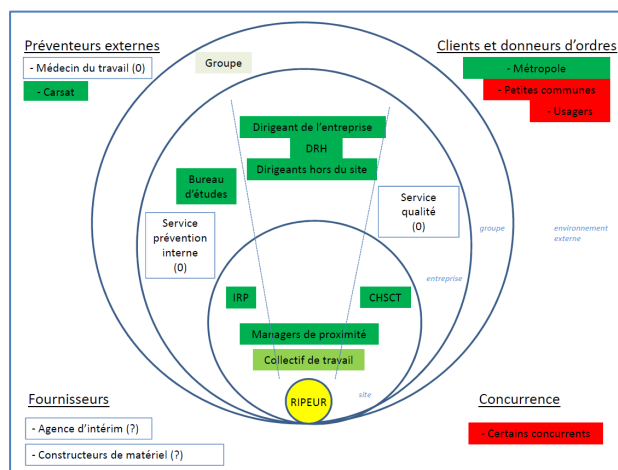 Préventeurs externes
- Médecin du travail (0)
- Carsat
Groupe
Clients et donneurs d'ordres
- Métropole
- Petites communes
- Usagers
Dirigeant de l'entreprise
DRH
Dirigeants hors du site
Bureau
d'études
Service
qualité
(0)
Service
prévention
interne
(0)
groupe
environnement
externe
entreprise
IRP
CHSCT
Managers de proximité
Collectif de travail
RIPEUR
site
Fournisseurs
- Agence d'intérim (?)
- Constructeurs de matériel (?)
Concurrence
- Certains concurrents